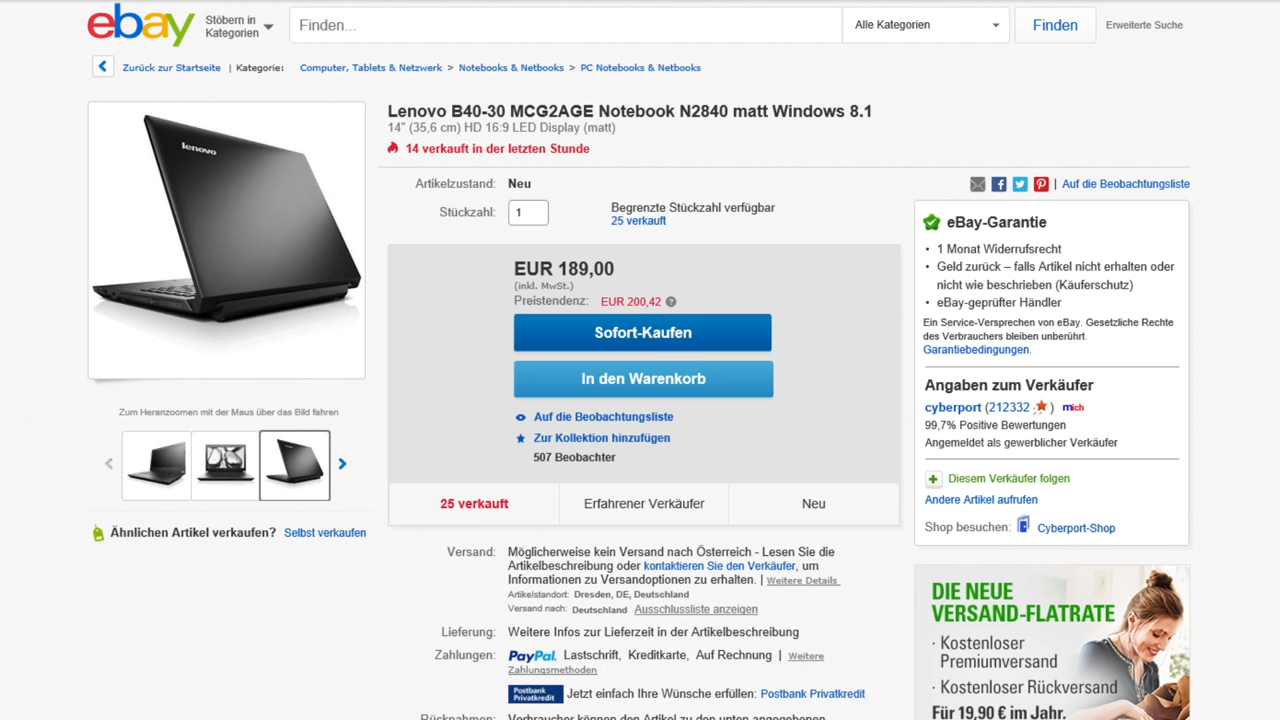 ebay
Stöbern in
Kategorien
Finden...
Alle Kategorien
Finden
Erweiterte Suche
Zurück zur Startseite | Kategorie: Computer, Tablets & Netzwerk > Notebooks & Netbooks > PC Notebooks & Netbooks
lenovo
Zum Heranzoomen mit der Maus über das Bild fahren
Ähnlichen Artikel verkaufen? Selbst verkaufen
Lenovo B40-30 MCG2AGE Notebook N2840 matt Windows 8.1
14" (35,6 cm) HD 16:9 LED Display (matt)
14 verkauft in der letzten Stunde
Artikelzustand: Neu
Stückzahl: 1
Begrenzte Stückzahl verfügbar
25 verkauft
EUR 189,00
(inkl. MwSt.)
Preistendenz: EUR 200,42
Sofort-Kaufen
In den Warenkorb
Auf die Beobachtungsliste
Zur Kollektion hinzufügen
507 Beobachter
25 verkauft
Erfahrener Verkäufer
Neu
Versand: Möglicherweise kein Versand nach Österreich - Lesen Sie die
Artikelbeschreibung oder kontaktieren Sie den Verkäufer, um
Informationen zu Versandoptionen zu erhalten. | Weitere Details
Artikelstandort: Dresden, DE, Deutschland
Versand nach: Deutschland Ausschlussliste anzeigen
Lieferung: Weitere Infos zur Lieferzeit in der Artikelbeschreibung
Zahlungen: PayPal, Lastschrift, Kreditkarte, Auf Rechnung | Weitere
Zahlungsmethoden
Postbank
Privatkredit
Jetzt einfach Ihre Wünsche erfüllen: Postbank Privatkredit
Rücknahmen: Verbraucher können den Artikel zu den unten angegebenen
| Auf die Beobachtungsliste
eBay-Garantie
• 1 Monat Widerrufsrecht
• Geld zurück – falls Artikel nicht erhalten oder
nicht wie beschrieben (Käuferschutz)
• eBay-geprüfter Händler
Ein Service-Versprechen von eBay. Gesetzliche Rechte
des Verbrauchers bleiben unberührt.
Garantiebedingungen.
Angaben zum Verkäufer
cyberport (212332 ) mich
99,7% Positive Bewertungen
Angemeldet als gewerblicher Verkäufer
Diesem Verkäufer folgen
Andere Artikel aufrufen
Shop besuchen: Cyberport-Shop
DIE NEUE
VERSAND-FLATRATE
· Kostenloser
Premiumversand
· Kostenloser Rückversand
Für 19,90 € im Jahr.